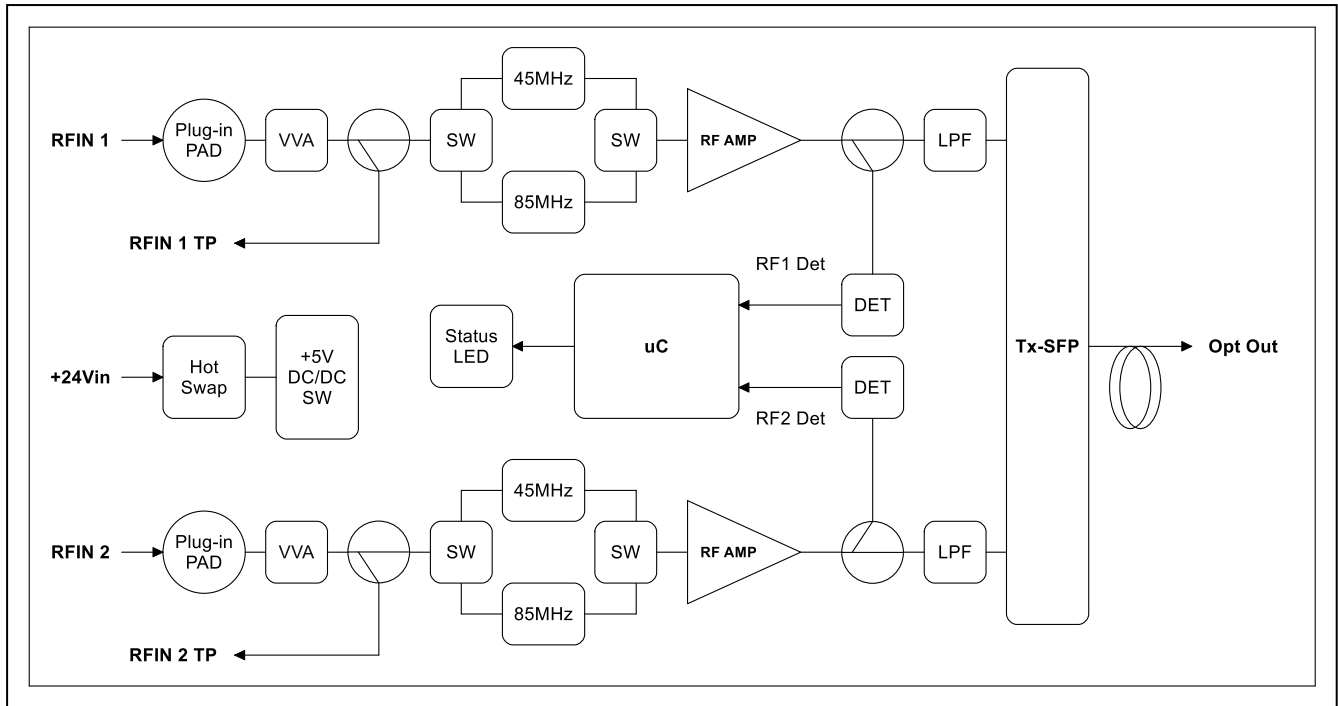 45MHz
RFIN 1
Plug-in
PAD
VVA
SW
SW
RF AMP
LPF
85MHz
RFIN 1 TP
RF1 Det
DET
Status
LED
uC
Tx-SFP
Opt Out
+24Vin
Hot
Swap
+5V
DC/DC
SW
DET
RF2 Det
45MHz
RFIN 2
Plug-in
PAD
VVA
SW
SW
RF AMP
LPF
85MHz
RFIN 2 TP